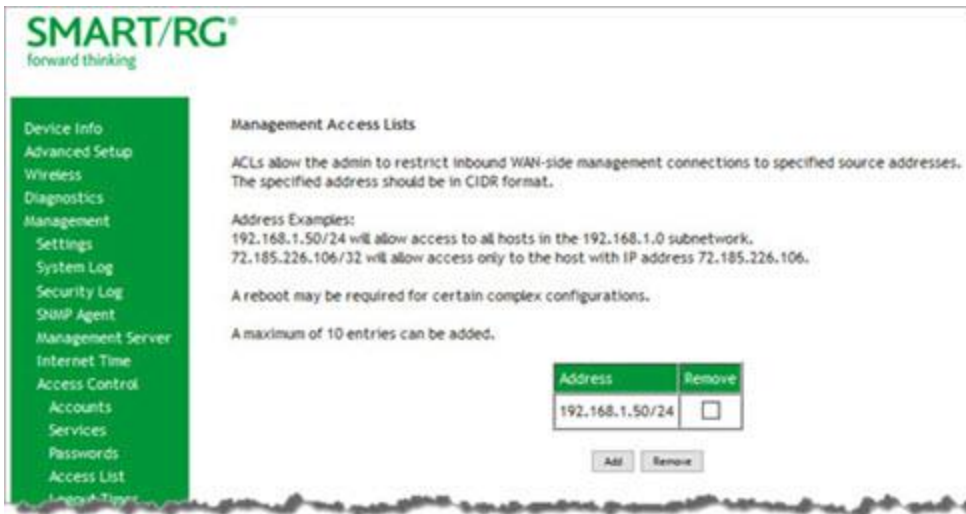 SMART/RG®
forward thinking
Device Info
Advanced Setup
Wireless
Diagnostics
Management
Settings
System Log
Security Log
SNMP Agent
Management Server
Internet Time
Access Control
Accounts
Services
Passwords
Access List
Logout Timer
Management Access Lists
ACLs allow the admin to restrict inbound WAN-side management connections to specified source addresses.
The specified address should be in CIDR format.
Address Examples:
192.168.1.50/24 will allow access to all hosts in the 192.168.1.0 subnetwork.
72.185.226.106/32 will allow access only to the host with IP address 72.185.226.106.
A reboot may be required for certain complex configurations.
A maximum of 10 entries can be added.
Address Remove
192.168.1.50/24
Add Remove